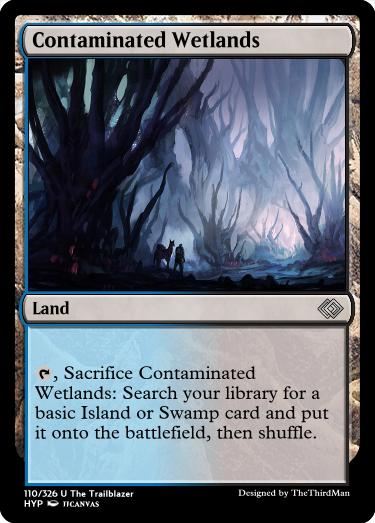 Contaminated Wetlands
Land
, Sacrifice Contaminated
Wetlands: Search your library for a
basic Island or Swamp card and put
it onto the battlefield, then shuffle.
110/326 U The Trailblazer
Designed by TheThirdMan
HYP 77CANVAS